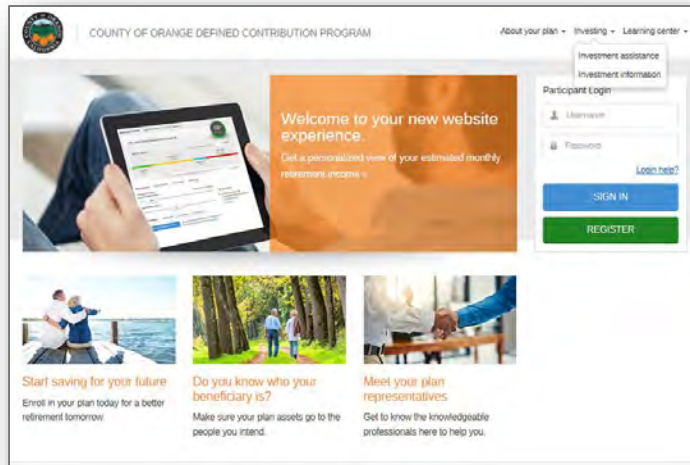 COUNTY OF ORANGE
CALIFORNIA
COUNTY OF ORANGE DEFINED CONTRIBUTION PROGRAM
About your plan
Investing
Learning center
Investment assistance
Investment information
Welcome to your new website
experience.
Get a personalized view of your estimated monthly
retirement income »
Participant Login
Username
Password
Login help?
SIGN IN
REGISTER
Start saving for your future
Enroll in your plan today for a better
retirement tomorrow.
Do you know who your
beneficiary is?
Make sure your plan assets go to the
people you intend.
Meet your plan
representatives
Get to know the knowledgeable
professionals here to help you.